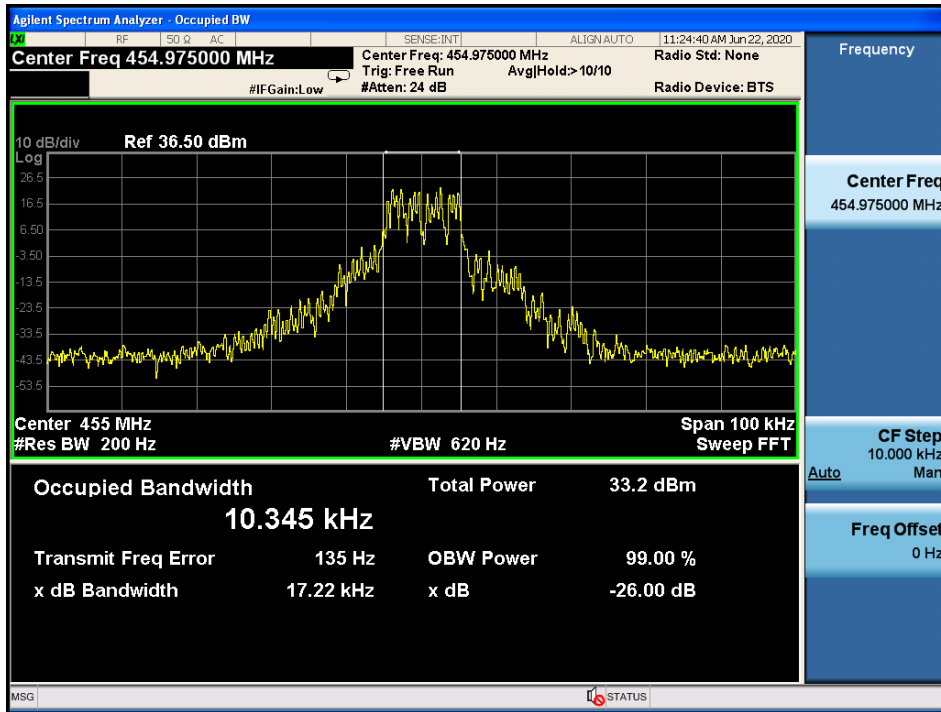 Agilent Spectrum Analyzer - Occupied BW
LXI RF 50 Ω AC SENSE:INT ALIGN AUTO 11:24:40 AM Jun 22, 2020
Center Freq 454.975000 MHz
Center Freq: 454.975000 MHz
Radio Std: None
Trig: Free Run Avg|Hold:> 10/10
#IFGain:Low
#Atten: 24 dB
Radio Device: BTS
10 dB/div Ref 36.50 dBm
Log
26.5
16.5
6.50
-3.50
-13.5
-23.5
-33.5
-43.5
-53.5
Center 455 MHz Span 100 kHz
#Res BW 200 Hz #VBW 620 Hz Sweep FFT
Occupied Bandwidth Total Power 33.2 dBm
10.345 kHz
Transmit Freq Error 135 Hz OBW Power 99.00 %
x dB Bandwidth 17.22 kHz x dB -26.00 dB
MSG STATUS
Frequency
Center Freq
454.975000 MHz
CF Step
10.000 kHz
Auto Man
Freq Offset
0 Hz